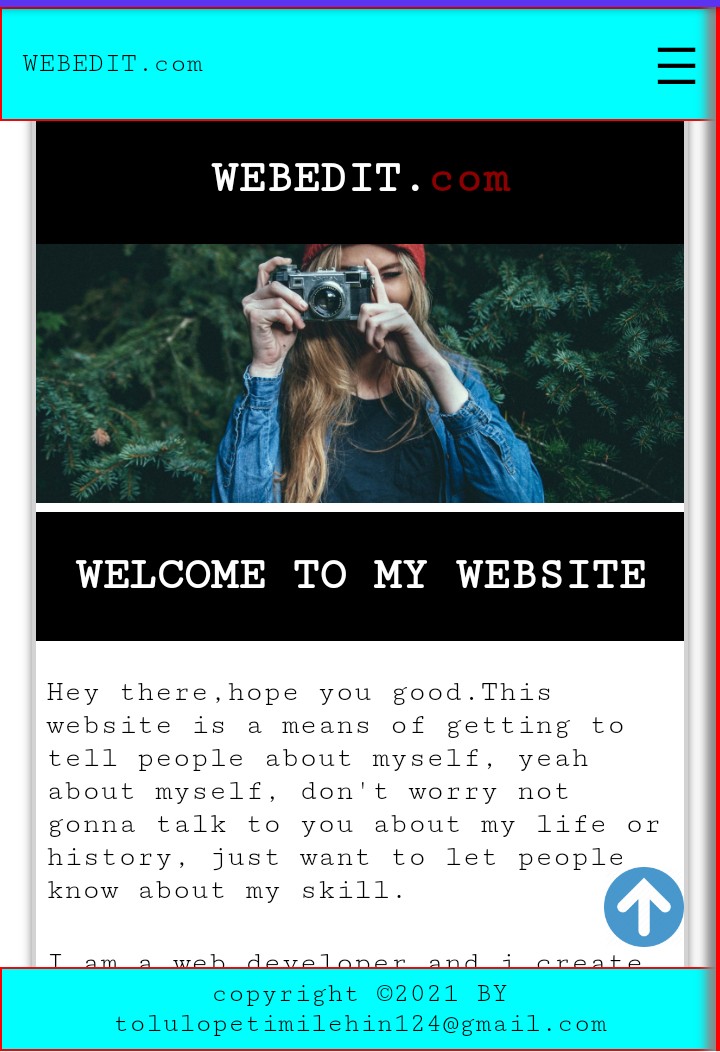 WEBEDIT.com
WEBEDIT.com
WELCOME TO MY WEBSITE
Hey there,hope you good.This
website is a means of getting to
tell people about myself, yeah
about myself, don't worry not
gonna talk to you about my life or
history, just want to let people
know about my skill.
I am a web developer and i create
copyright ©2021 BY
tolulopetimilehin124@gmail.com